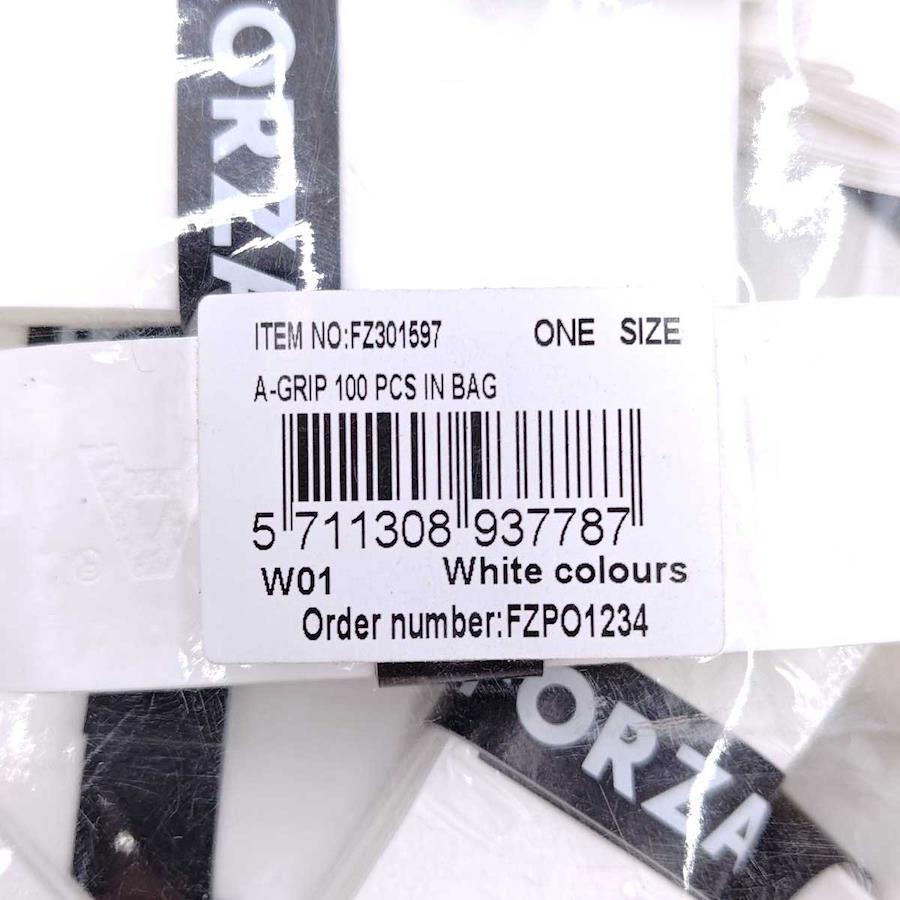 ORZA
ITEM NO:FZ301597 ONE SIZE
A-GRIP 100 PCS IN BAG
5 711308 937787
W01 White colours
Order number:FZPO1234
ORZA